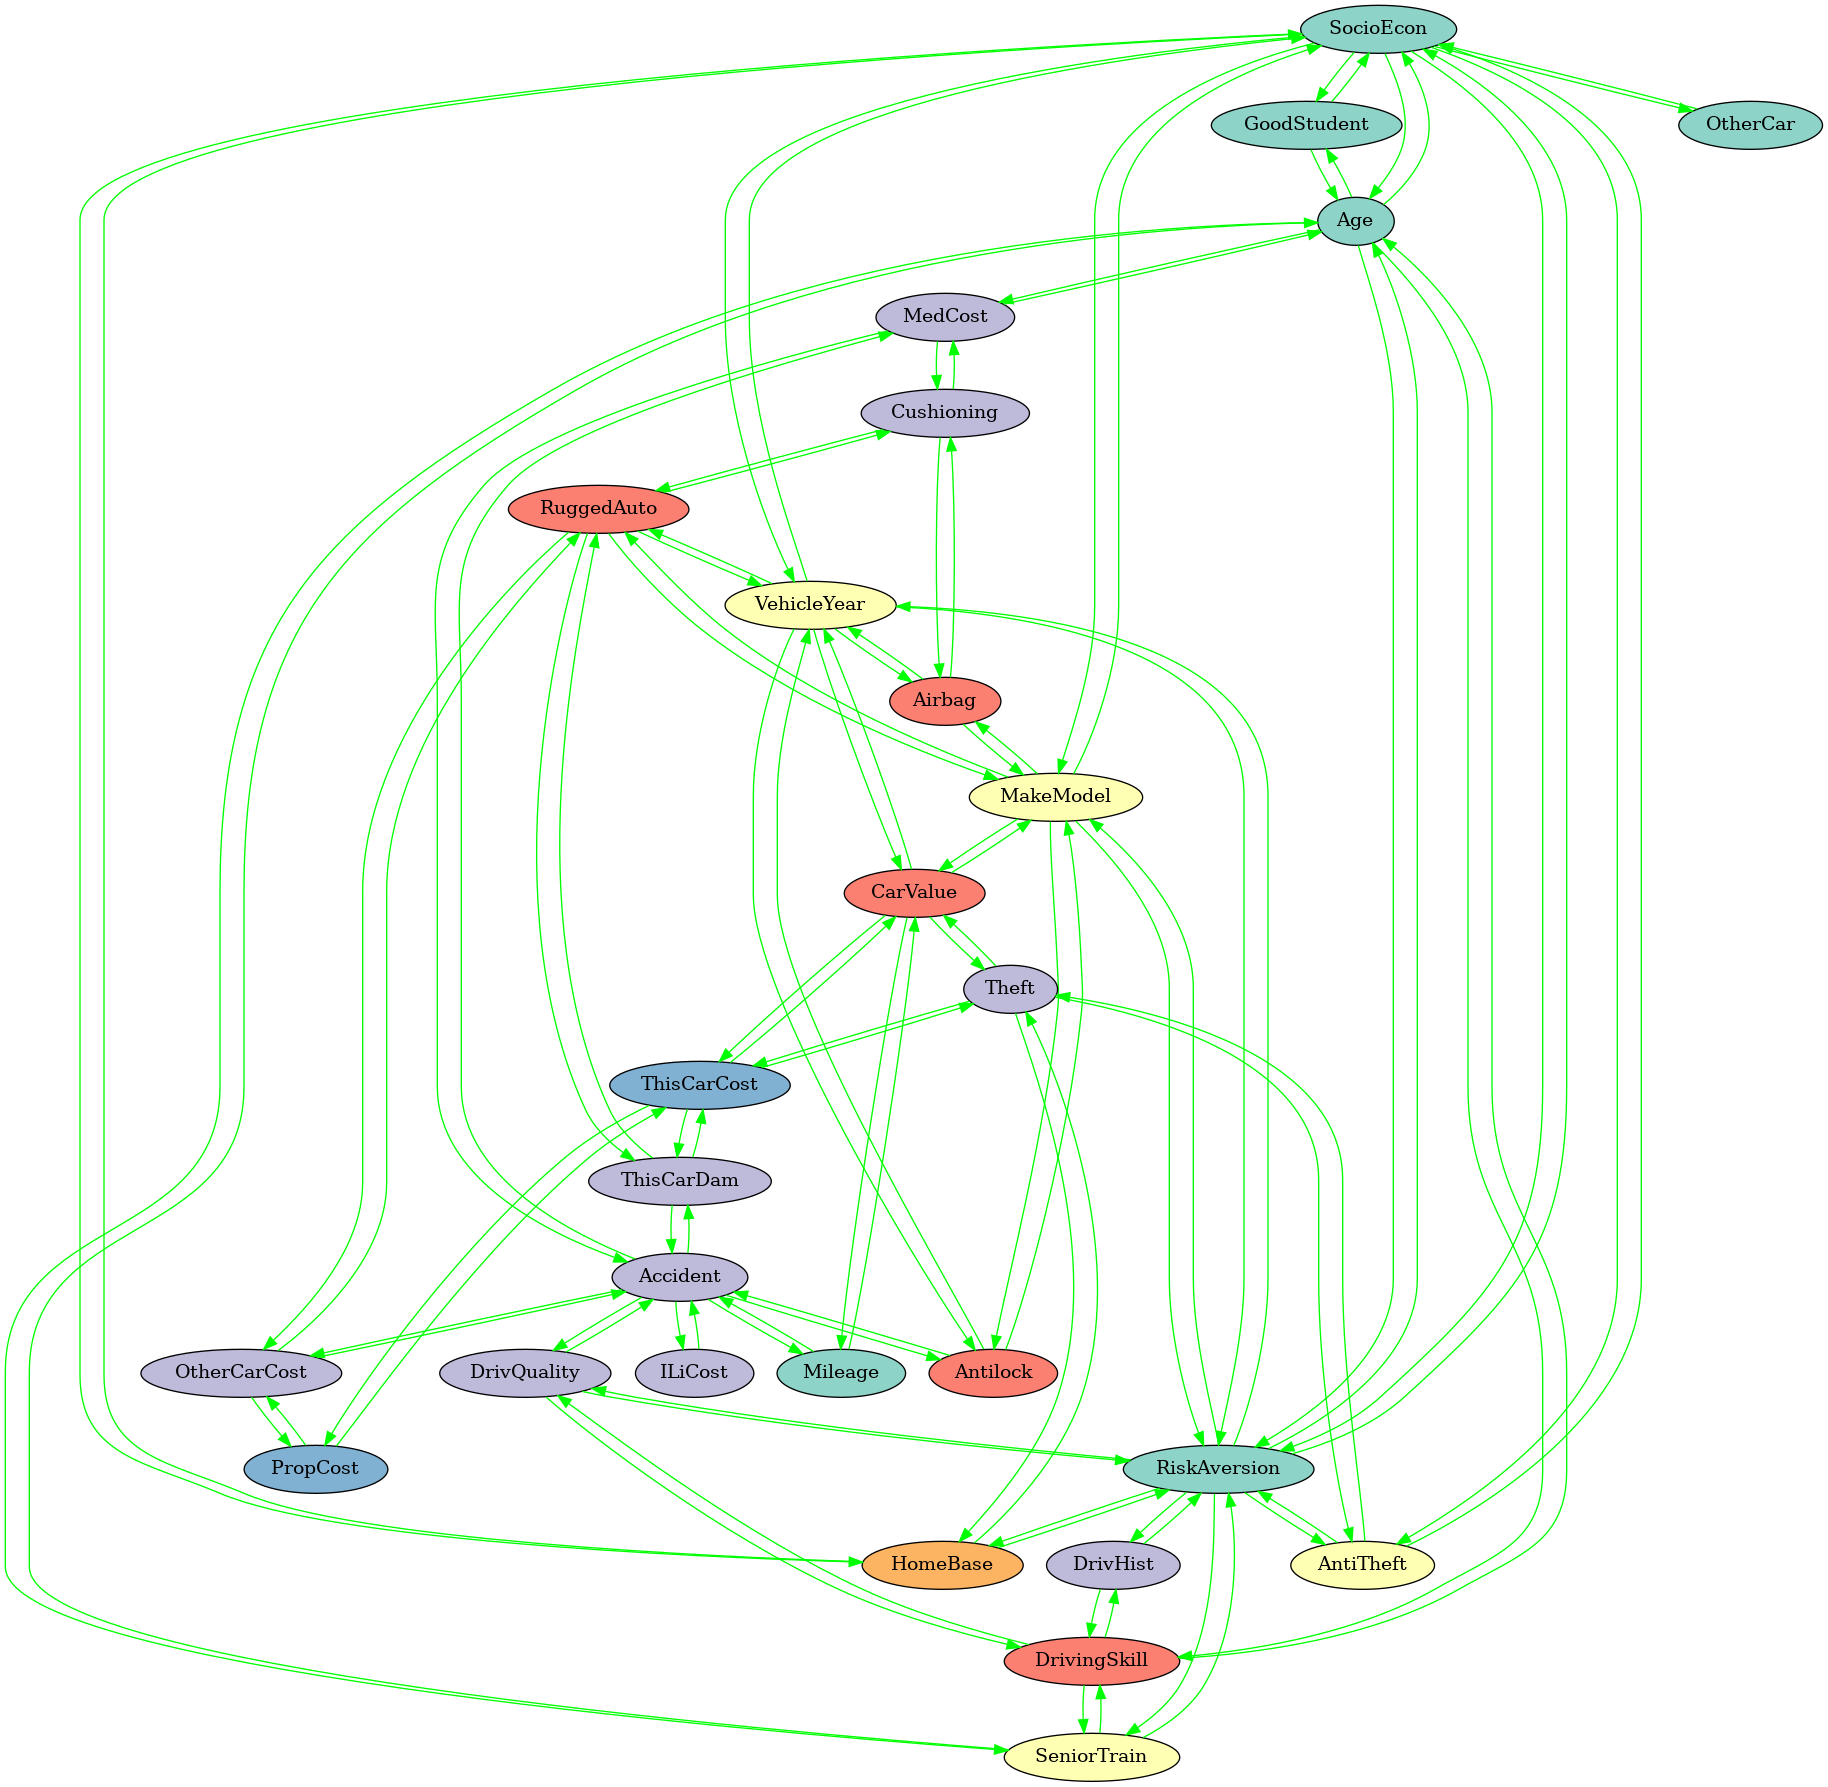 SocioEcon
GoodStudent
OtherCar
Age
MedCost
Cushioning
RuggedAuto
VehicleYear
Airbag
MakeModel
CarValue
Theft
ThisCarCost
ThisCarDam
Accident
OtherCarCost
DrivQuality
ILiCost
Mileage
Antilock
PropCost
RiskAversion
HomeBase
DrivHist
AntiTheft
DrivingSkill
SeniorTrain